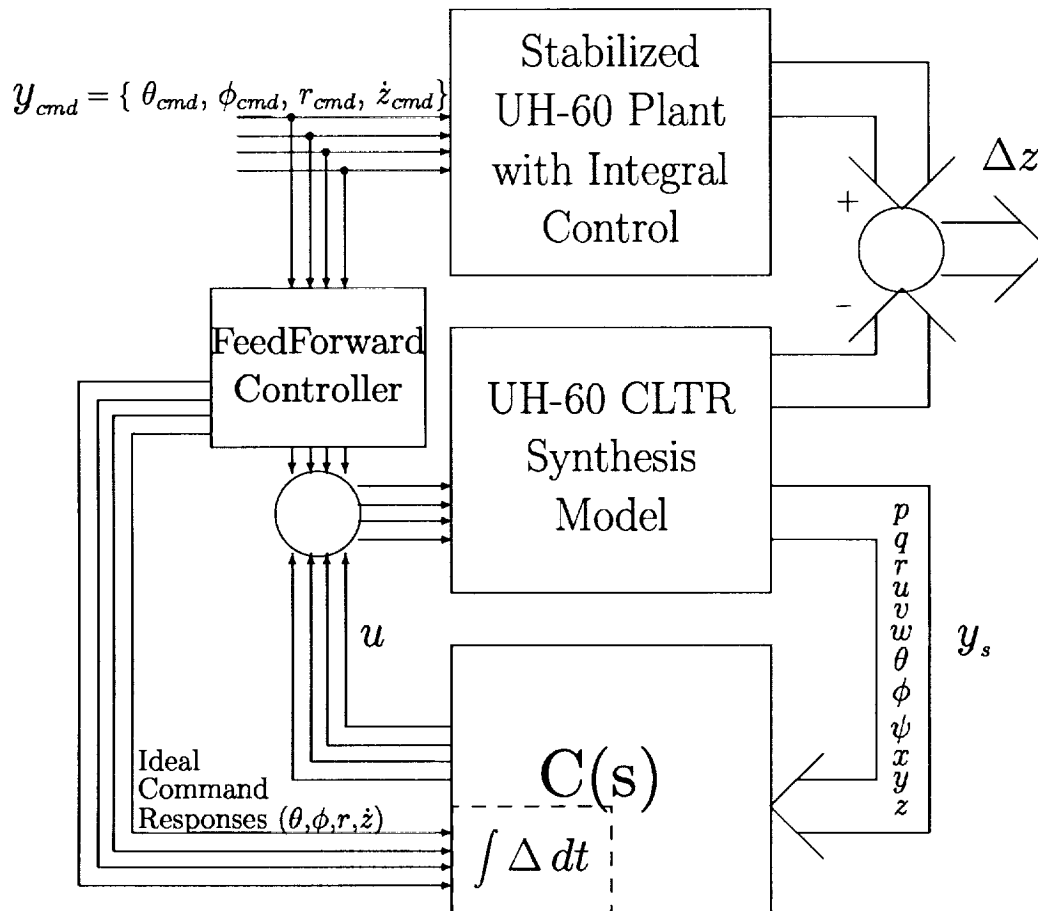 Stabilized
UH-60 Plant
with Integral
Control
y_cmd = { θ_cmd, ϕ_cmd, r_cmd, ż_cmd}
Δz
+
−
FeedForward
Controller
UH-60 CLTR
Synthesis
Model
p
q
r
u
v
w
θ
ϕ
ψ
x
y
z
y_s
u
C(s)
Ideal
Command
Responses (θ,ϕ,r,ż)
∫ Δ dt